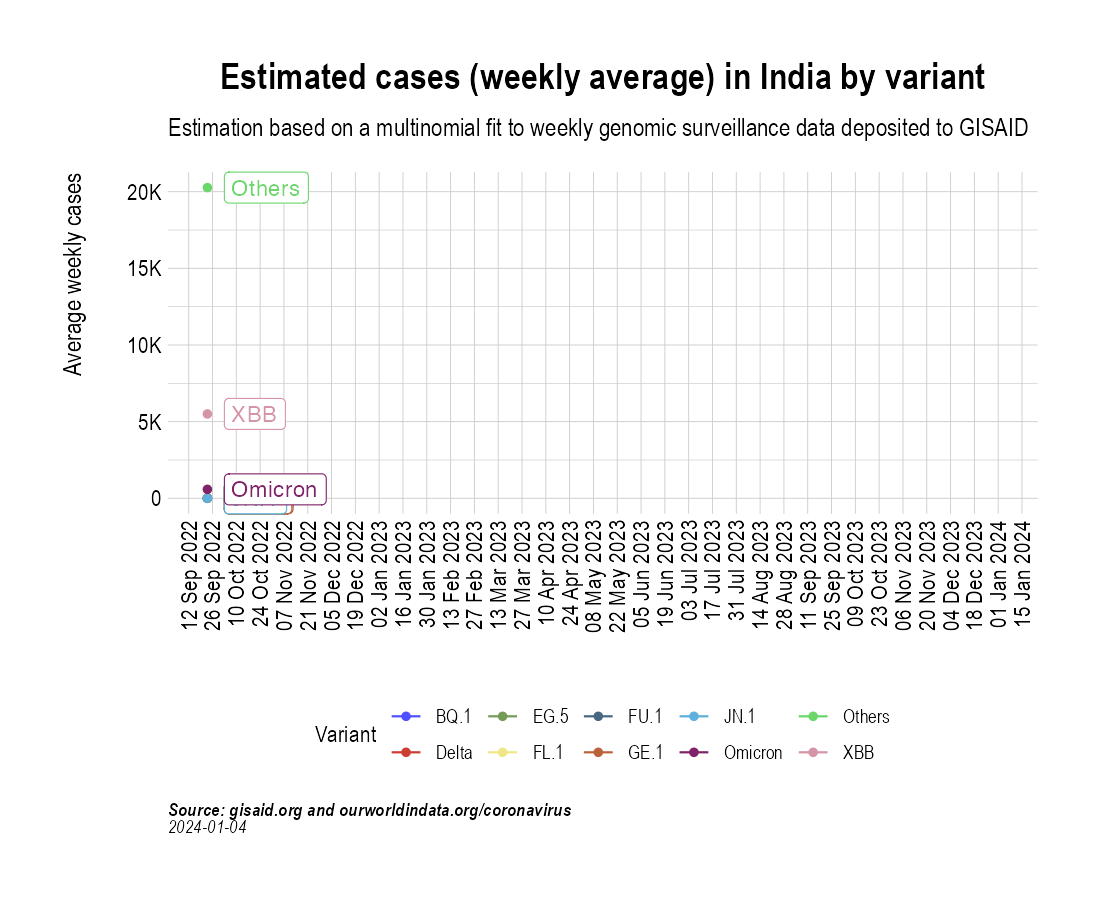 Estimated cases (weekly average) in India by variant
Estimation based on a multinomial fit to weekly genomic surveillance data deposited to GISAID
Average weekly cases
20K
15K
10K
5K
0
Others
XBB
Omicron
12 Sep 2022
26 Sep 2022
10 Oct 2022
24 Oct 2022
07 Nov 2022
21 Nov 2022
05 Dec 2022
19 Dec 2022
02 Jan 2023
16 Jan 2023
30 Jan 2023
13 Feb 2023
27 Feb 2023
13 Mar 2023
27 Mar 2023
10 Apr 2023
24 Apr 2023
08 May 2023
22 May 2023
05 Jun 2023
19 Jun 2023
03 Jul 2023
17 Jul 2023
31 Jul 2023
14 Aug 2023
28 Aug 2023
11 Sep 2023
25 Sep 2023
09 Oct 2023
23 Oct 2023
06 Nov 2023
20 Nov 2023
04 Dec 2023
18 Dec 2023
01 Jan 2024
15 Jan 2024
Variant
BQ.1 EG.5 FU.1 JN.1 Others
Delta FL.1 GE.1 Omicron XBB
Source: gisaid.org and ourworldindata.org/coronavirus
2024-01-04